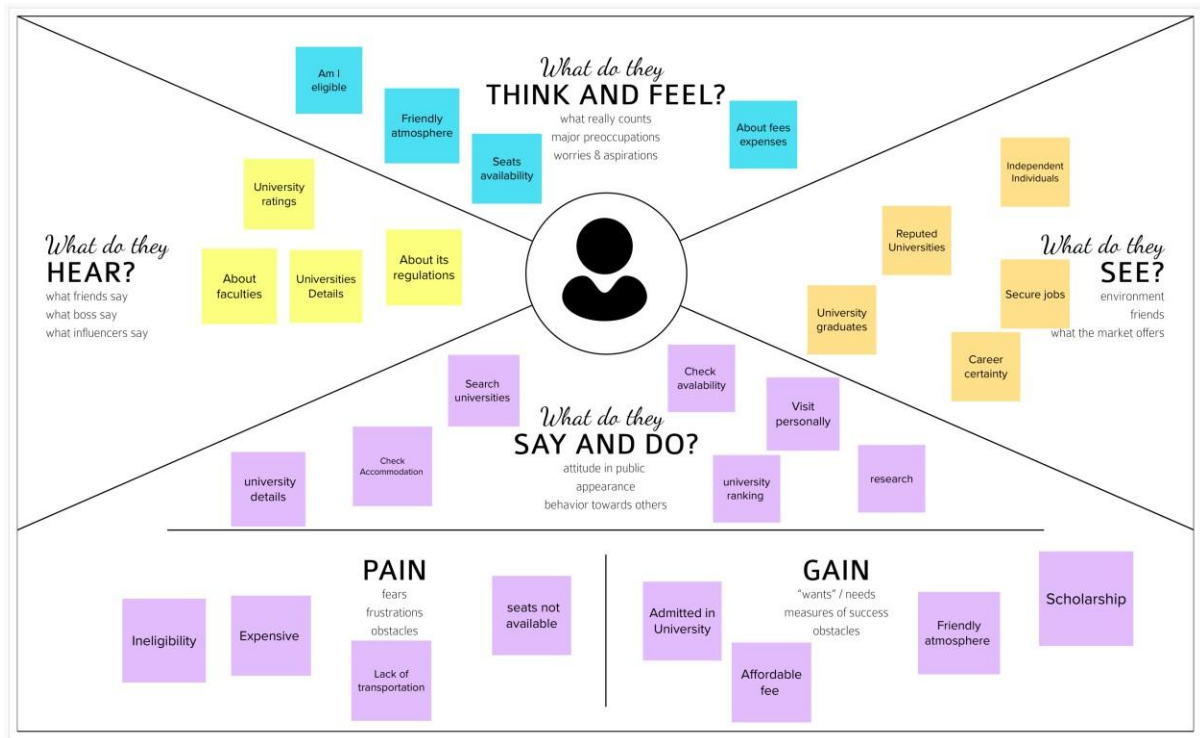 What do they
THINK AND FEEL?
what really counts
major preoccupations
worries & aspirations
Am I
eligible
Friendly
atmosphere
Seats
availability
About fees
expenses
What do they
HEAR?
what friends say
what boss say
what influencers say
University
ratings
About
faculties
Universities
Details
About its
regulations
What do they
SEE?
environment
friends
what the market offers
Independent
Individuals
Reputed
Universities
Secure jobs
University
graduates
Career
certainty
What do they
SAY AND DO?
attitude in public
appearance
behavior towards others
Search
universities
Check
Accommodation
university
details
Check
avalability
Visit
personally
university
ranking
research
PAIN
fears
frustrations
obstacles
Ineligibility
Expensive
Lack of
transportation
seats not
available
GAIN
"wants" / needs
measures of success
obstacles
Admitted in
University
Affordable
fee
Friendly
atmosphere
Scholarship